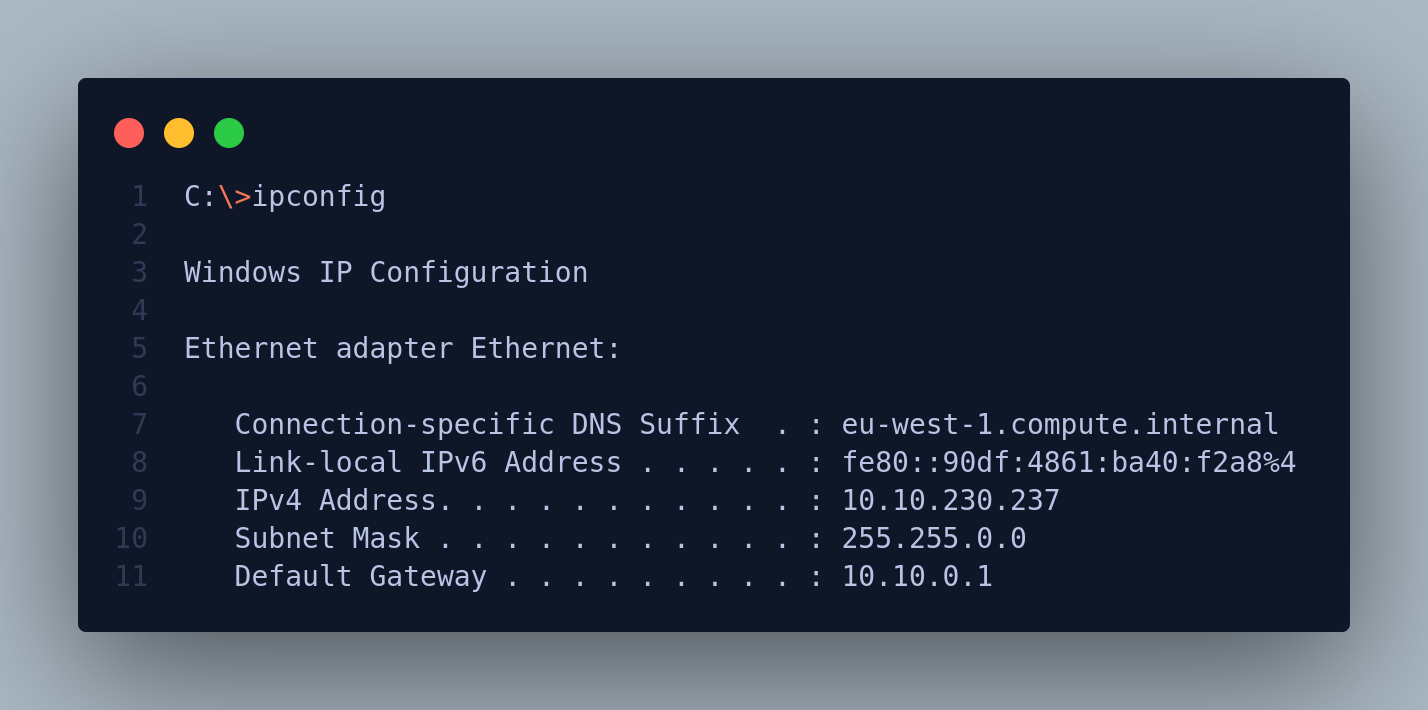 1 C:\>ipconfig
2
3 Windows IP Configuration
4
5 Ethernet adapter Ethernet:
6
7    Connection-specific DNS Suffix  . : eu-west-1.compute.internal
8    Link-local IPv6 Address . . . . . : fe80::90df:4861:ba40:f2a8%4
9    IPv4 Address. . . . . . . . . . . : 10.10.230.237
10    Subnet Mask . . . . . . . . . . . : 255.255.0.0
11    Default Gateway . . . . . . . . . : 10.10.0.1